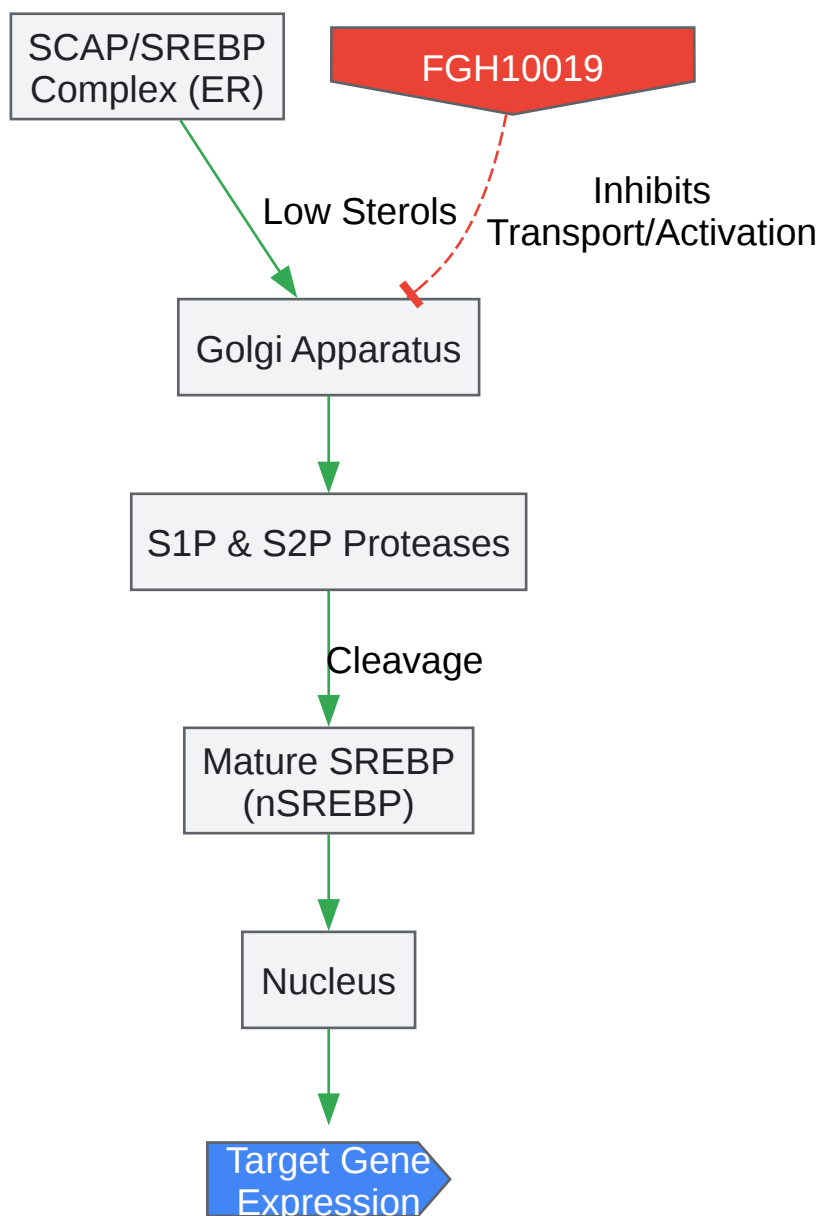 SCAP/SREBP
Complex (ER)
FGH10019
Low Sterols
Inhibits
Transport/Activation
Golgi Apparatus
S1P & S2P Proteases
Cleavage
Mature SREBP
(nSREBP)
Nucleus
Target Gene
Expression